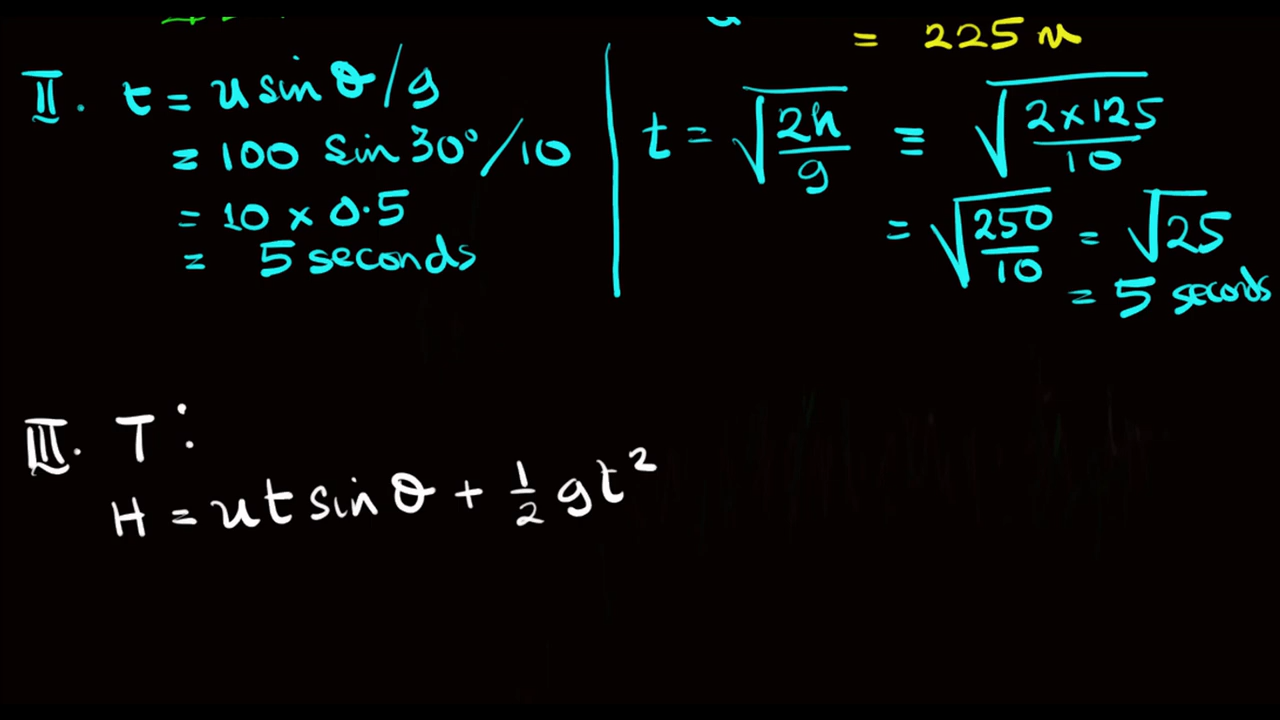 = 225 m
II. t = u sin θ / g
= 100 sin 30° / 10
= 10 × 0.5
= 5 seconds
t = √(2h/g) = √(2×125/10)
= √(250/10) = √25
= 5 seconds
III. T:
H = ut sin θ + 1/2 gt²